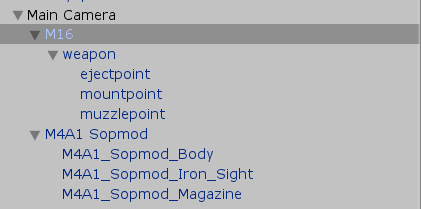 Main Camera
M16
weapon
ejectpoint
mountpoint
muzzlepoint
M4A1 Sopmod
M4A1_Sopmod_Body
M4A1_Sopmod_Iron_Sight
M4A1_Sopmod_Magazine